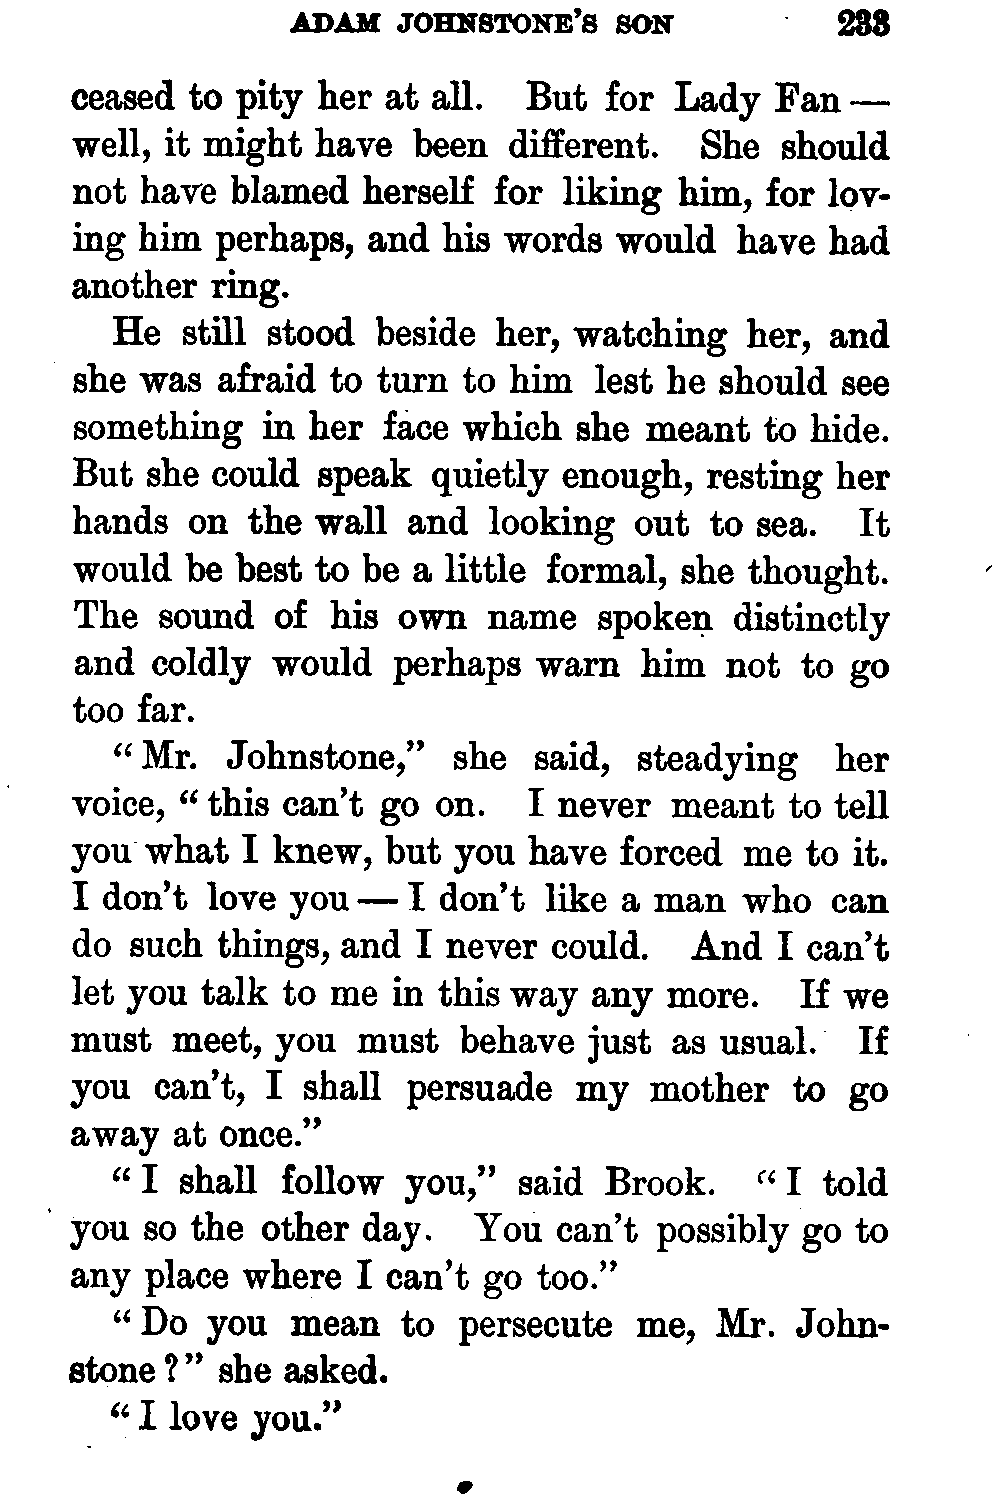 ADAM JOHNSTONE'S SON 233
ceased to pity her at all. But for Lady Fan —
well, it might have been different. She should
not have blamed herself for liking him, for lov-
ing him perhaps, and his words would have had
another ring.
He still stood beside her, watching her, and
she was afraid to turn to him lest he should see
something in her face which she meant to hide.
But she could speak quietly enough, resting her
hands on the wall and looking out to sea. It
would be best to be a little formal, she thought.
The sound of his own name spoken distinctly
and coldly would perhaps warn him not to go
too far.
“Mr. Johnstone,” she said, steadying her
voice, “this can't go on. I never meant to tell
you what I knew, but you have forced me to it.
I don't love you — I don't like a man who can
do such things, and I never could. And I can't
let you talk to me in this way any more. If we
must meet, you must behave just as usual. If
you can't, I shall persuade my mother to go
away at once.”
“I shall follow you,” said Brook. “I told
you so the other day. You can't possibly go to
any place where I can't go too.”
“Do you mean to persecute me, Mr. John-
stone?” she asked.
“I love you.”